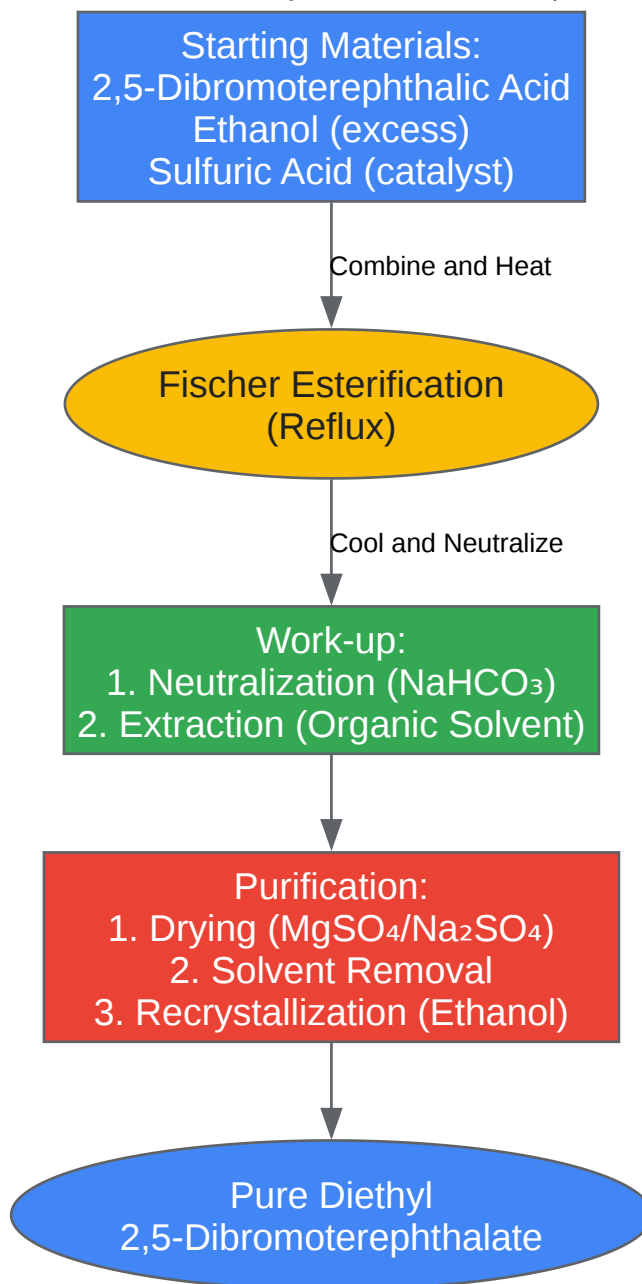 Starting Materials:
2,5-Dibromoterephthalic Acid
Ethanol (excess)
Sulfuric Acid (catalyst)
Combine and Heat
Fischer Esterification
(Reflux)
Cool and Neutralize
Work-up:
1. Neutralization (NaHCO₃)
2. Extraction (Organic Solvent)
Purification:
1. Drying (MgSO₄/Na₂SO₄)
2. Solvent Removal
3. Recrystallization (Ethanol)
Pure Diethyl
2,5-Dibromoterephthalate